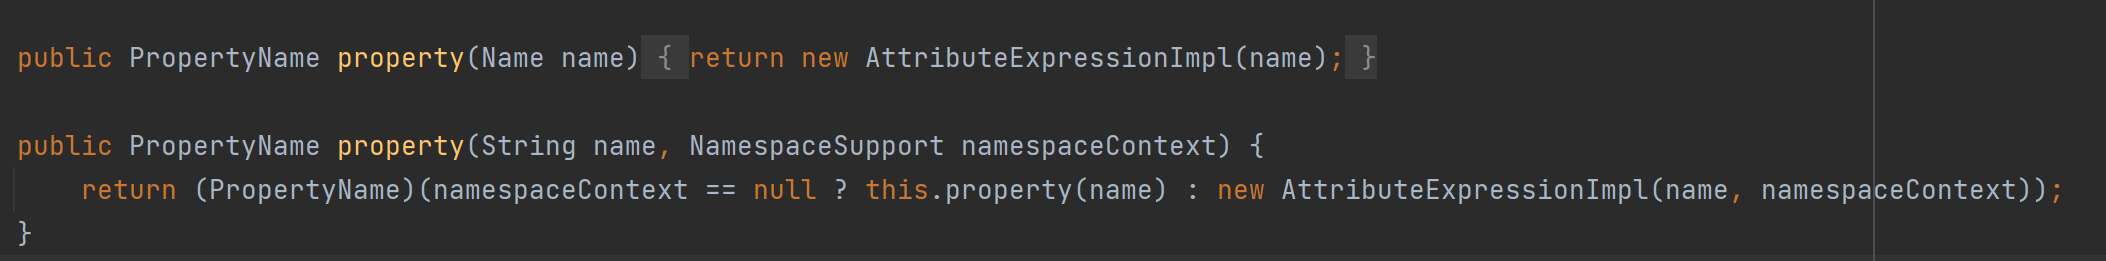 public PropertyName property(Name name) { return new AttributeExpressionImpl(name); }
public PropertyName property(String name, NamespaceSupport namespaceContext) {
return (PropertyName)(namespaceContext == null ? this.property(name) : new AttributeExpressionImpl(name, namespaceContext));
}